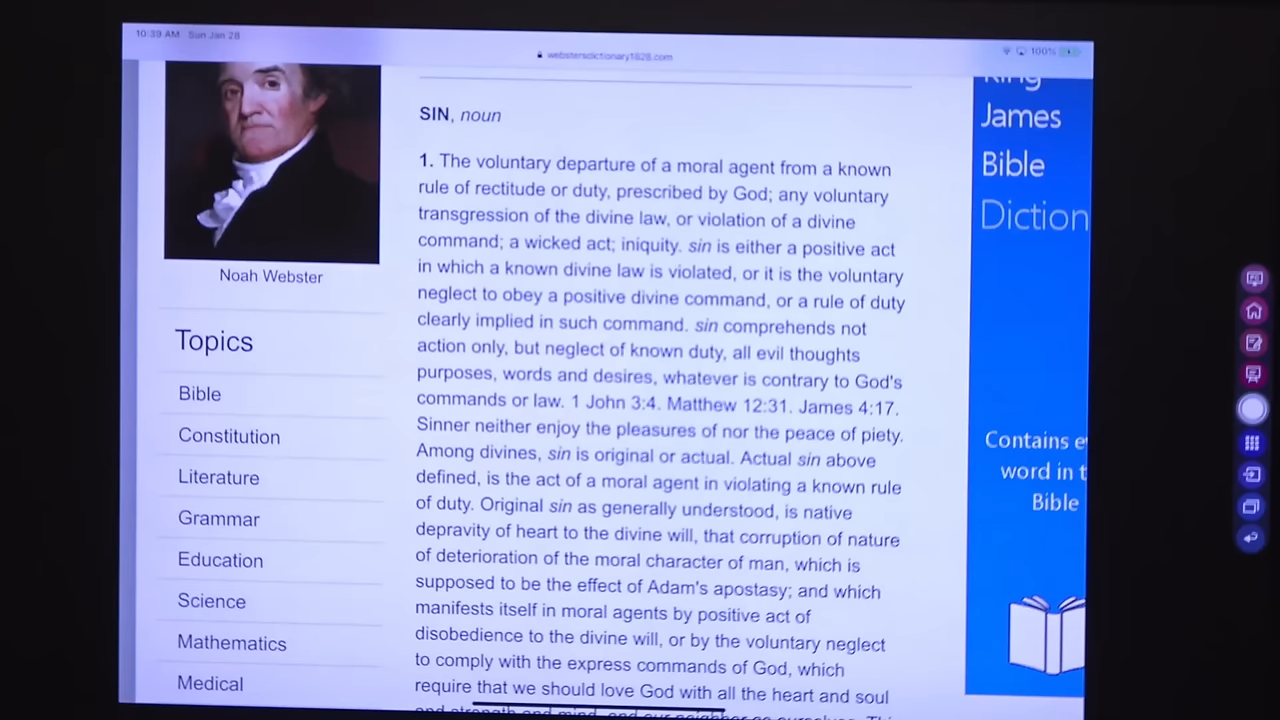 10:39 AM Sun Jan 28
webstersdictionary1828.com
100%
Noah Webster
Topics
Bible
Constitution
Literature
Grammar
Education
Science
Mathematics
Medical
SIN, noun
1. The voluntary departure of a moral agent from a known
rule of rectitude or duty, prescribed by God; any voluntary
transgression of the divine law, or violation of a divine
command; a wicked act; iniquity. sin is either a positive act
in which a known divine law is violated, or it is the voluntary
neglect to obey a positive divine command, or a rule of duty
clearly implied in such command. sin comprehends not
action only, but neglect of known duty, all evil thoughts
purposes, words and desires, whatever is contrary to God's
commands or law. 1 John 3:4. Matthew 12:31. James 4:17.
Sinner neither enjoy the pleasures of nor the peace of piety.
Among divines, sin is original or actual. Actual sin above
defined, is the act of a moral agent in violating a known rule
of duty. Original sin as generally understood, is native
depravity of heart to the divine will, that corruption of nature
of deterioration of the moral character of man, which is
supposed to be the effect of Adam's apostasy; and which
manifests itself in moral agents by positive act of
disobedience to the divine will, or by the voluntary neglect
to comply with the express commands of God, which
require that we should love God with all the heart and soul
and strength and mind, and our neighbor as ourselves. This
King
James
Bible
Diction
Contains e
word in t
Bible